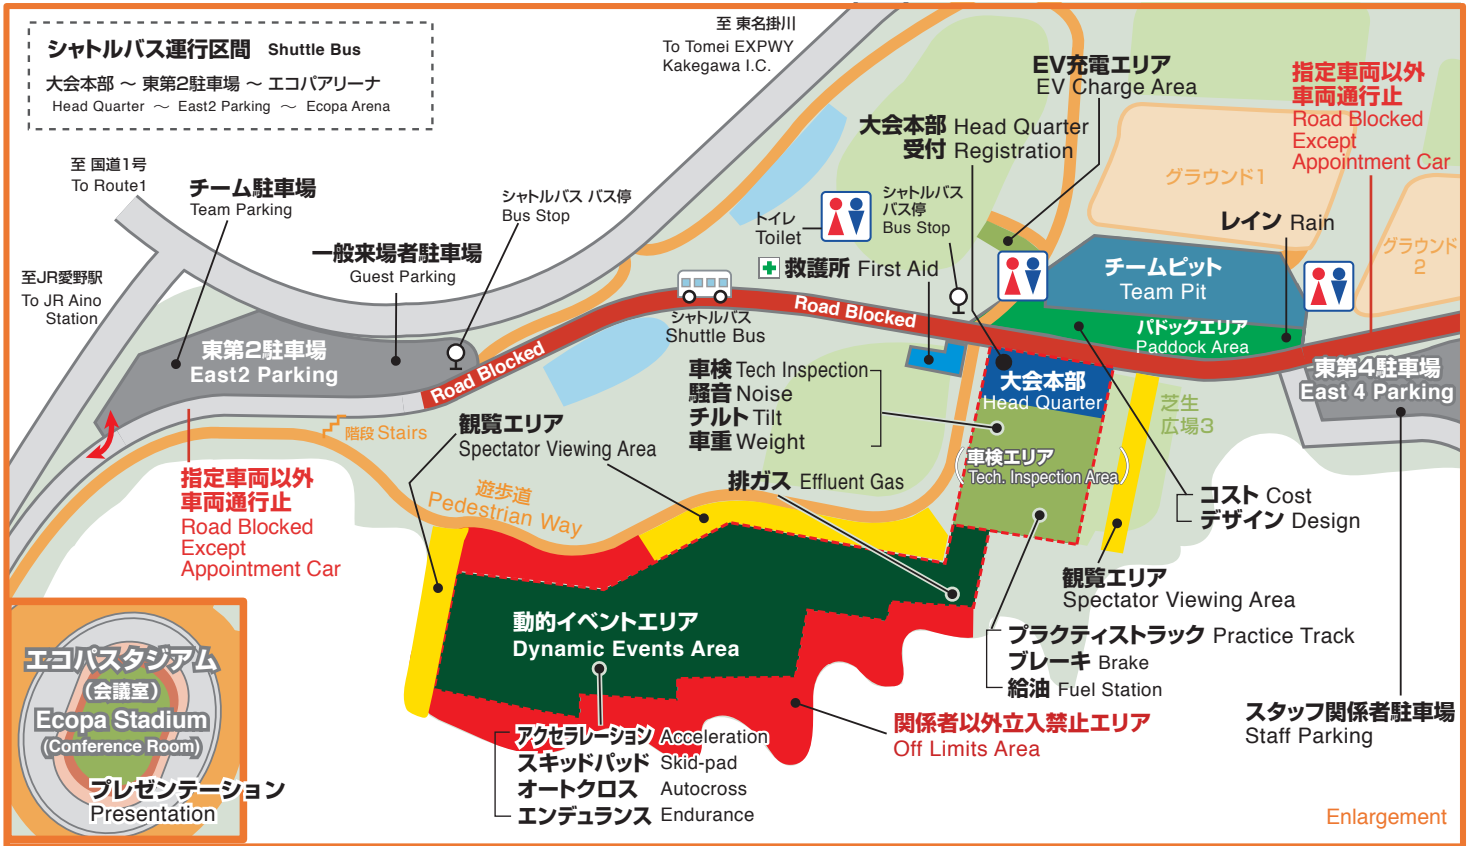 シャトルバス運行区間 Shuttle Bus
大会本部 ～ 東第2駐車場 ～ エコパアリーナ
Head Quarter ～ East2 Parking ～ Ecopa Arena
至 東名掛川
To Tomei EXPWY
Kakegawa I.C.
EV充電エリア
EV Charge Area
指定車両以外
車両通行止
Road Blocked
Except
Appointment Car
大会本部 Head Quarter
受付 Registration
至 国道1号
To Route1
チーム駐車場
Team Parking
シャトルバス バス停
Bus Stop
トイレ
Toilet
シャトルバス
バス停
Bus Stop
グラウンド1
レイン Rain
グラウンド
2
一般来場者駐車場
Guest Parking
救護所 First Aid
チームピット
Team Pit
至JR愛野駅
To JR Aino
Station
シャトルバス
Shuttle Bus
Road Blocked
パドックエリア
Paddock Area
東第2駐車場
East2 Parking
Road Blocked
車検 Tech Inspection
騒音 Noise
チルト Tilt
車重 Weight
大会本部
Head Quarter
東第4駐車場
East 4 Parking
芝生
広場3
階段 Stairs
観覧エリア
Spectator Viewing Area
(車検エリア
Tech. Inspection Area)
指定車両以外
車両通行止
Road Blocked
Except
Appointment Car
遊歩道
Pedestrian Way
排ガス Effluent Gas
コスト Cost
デザイン Design
観覧エリア
Spectator Viewing Area
動的イベントエリア
Dynamic Events Area
プラクティストラック Practice Track
ブレーキ Brake
給油 Fuel Station
エコパスタジアム
(会議室)
Ecopa Stadium
(Conference Room)
プレゼンテーション
Presentation
関係者以外立入禁止エリア
Off Limits Area
スタッフ関係者駐車場
Staff Parking
アクセラレーション Acceleration
スキッドパッド Skid-pad
オートクロス Autocross
エンデュランス Endurance
Enlargement